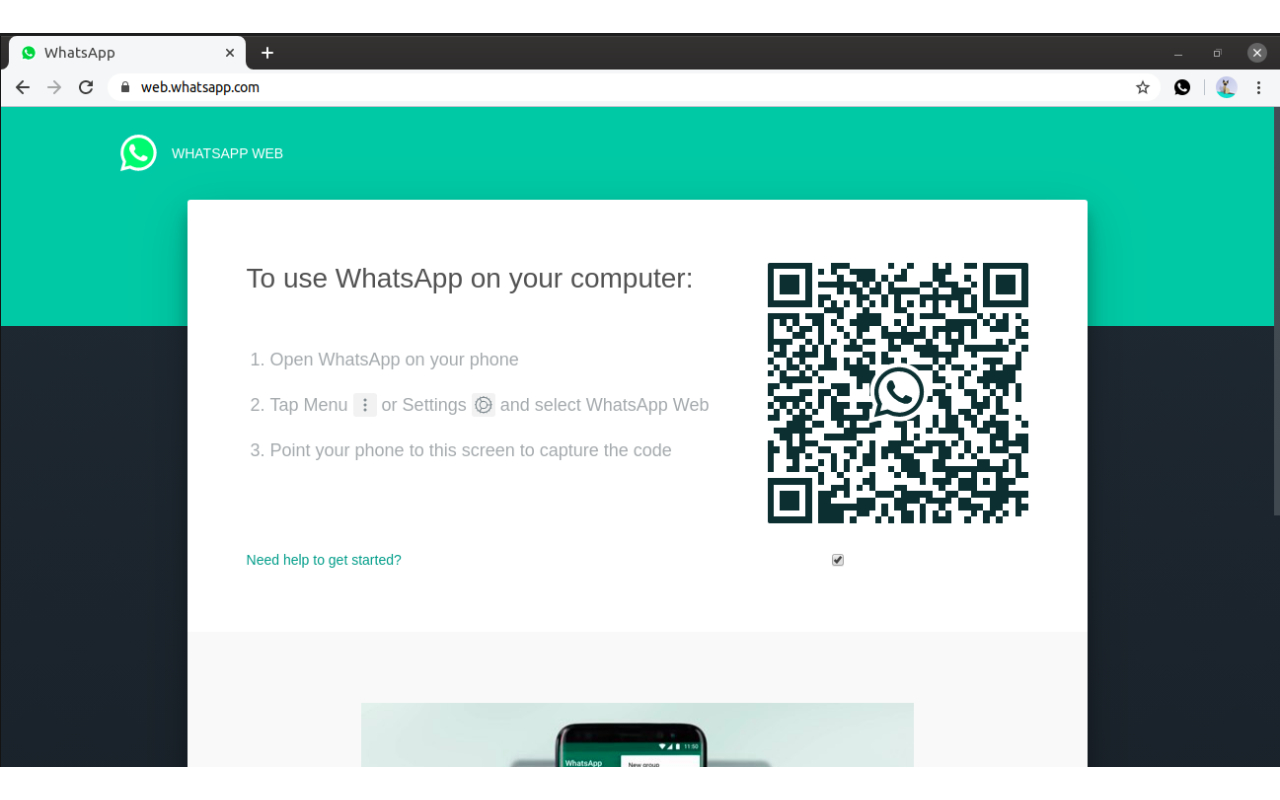 WhatsApp
web.whatsapp.com
WHATSAPP WEB
To use WhatsApp on your computer:
1. Open WhatsApp on your phone
2. Tap Menu or Settings and select WhatsApp Web
3. Point your phone to this screen to capture the code
Need help to get started?
11:50
WhatsApp
New group